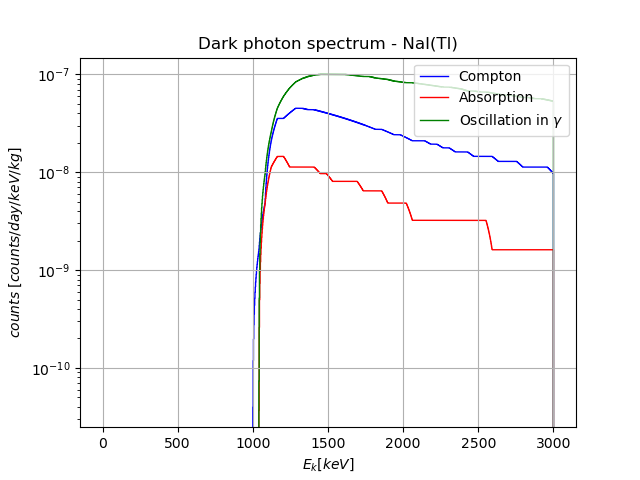 Dark photon spectrum - NaI(Tl)
counts [counts/day/keV/kg]
10⁻⁷
10⁻⁸
10⁻⁹
10⁻¹⁰
Compton
Absorption
Oscillation in γ
0 500 1000 1500 2000 2500 3000
E_k[keV]